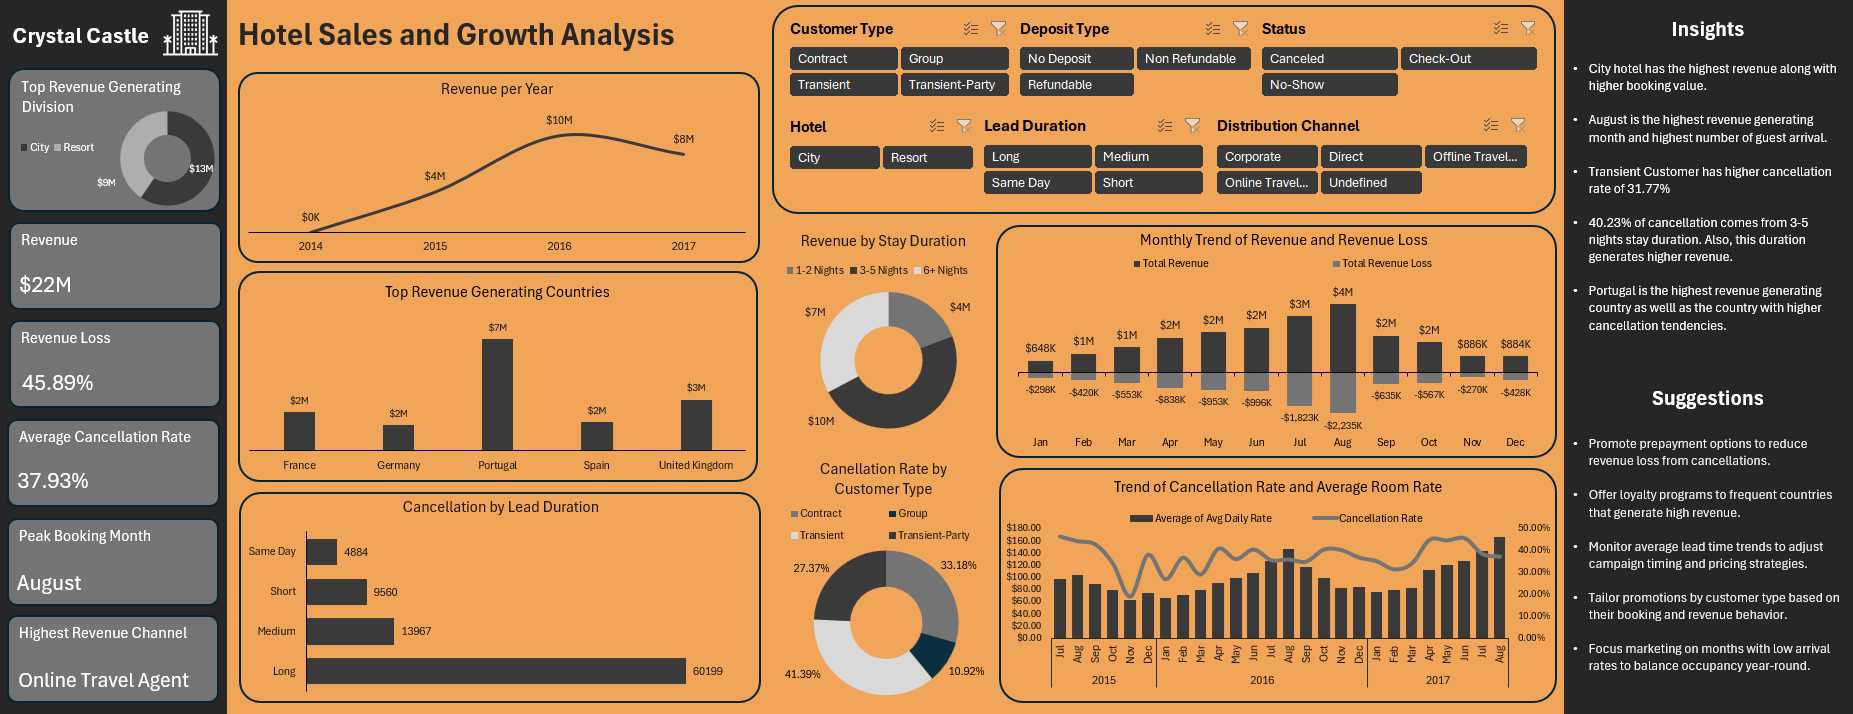 Crystal Castle
Hotel Sales and Growth Analysis
Top Revenue Generating
Division
City Resort
$13M
$9M
Revenue
$22M
Revenue Loss
45.89%
Average Cancellation Rate
37.93%
Peak Booking Month
August
Highest Revenue Channel
Online Travel Agent
Revenue per Year
$0K
$4M
$10M
$8M
2014 2015 2016 2017
Top Revenue Generating Countries
$2M $2M $7M $2M $3M
France Germany Portugal Spain United Kingdom
Cancellation by Lead Duration
Same Day 4884
Short 9560
Medium 13967
Long 60199
Customer Type
Contract Group
Transient Transient-Party
Deposit Type
No Deposit Non Refundable
Refundable
Status
Canceled Check-Out
No-Show
Hotel
City Resort
Lead Duration
Long Medium
Same Day Short
Distribution Channel
Corporate Direct Offline Travel...
Online Travel... Undefined
Revenue by Stay Duration
1-2 Nights 3-5 Nights 6+ Nights
$7M $4M
$10M
Canellation Rate by
Customer Type
Contract Group
Transient Transient-Party
27.37% 33.18%
41.39% 10.92%
Monthly Trend of Revenue and Revenue Loss
Total Revenue Total Revenue Loss
$648K $1M $1M $2M $2M $2M $3M $4M $2M $2M $886K $884K
-$298K -$420K -$553K -$838K -$953K -$996K -$1,823K -$2,235K -$635K -$567K -$270K -$428K
Jan Feb Mar Apr May Jun Jul Aug Sep Oct Nov Dec
Trend of Cancellation Rate and Average Room Rate
Average of Avg Daily Rate Cancellation Rate
$180.00
$160.00
$140.00
$120.00
$100.00
$80.00
$60.00
$40.00
$20.00
$0.00
50.00%
40.00%
30.00%
20.00%
10.00%
0.00%
Jul Aug Sep Oct Nov Dec Jan Feb Mar Apr May Jun Jul Aug Sep Oct Nov Dec Jan Feb Mar Apr May Jun Jul Aug
2015 2016 2017
Insights
• City hotel has the highest revenue along with
higher booking value.
• August is the highest revenue generating
month and highest number of guest arrival.
• Transient Customer has higher cancellation
rate of 31.77%
• 40.23% of cancellation comes from 3-5
nights stay duration. Also, this duration
generates higher revenue.
• Portugal is the highest revenue generating
country as welll as the country with higher
cancellation tendencies.
Suggestions
• Promote prepayment options to reduce
revenue loss from cancellations.
• Offer loyalty programs to frequent countries
that generate high revenue.
• Monitor average lead time trends to adjust
campaign timing and pricing strategies.
• Tailor promotions by customer type based on
their booking and revenue behavior.
• Focus marketing on months with low arrival
rates to balance occupancy year-round.